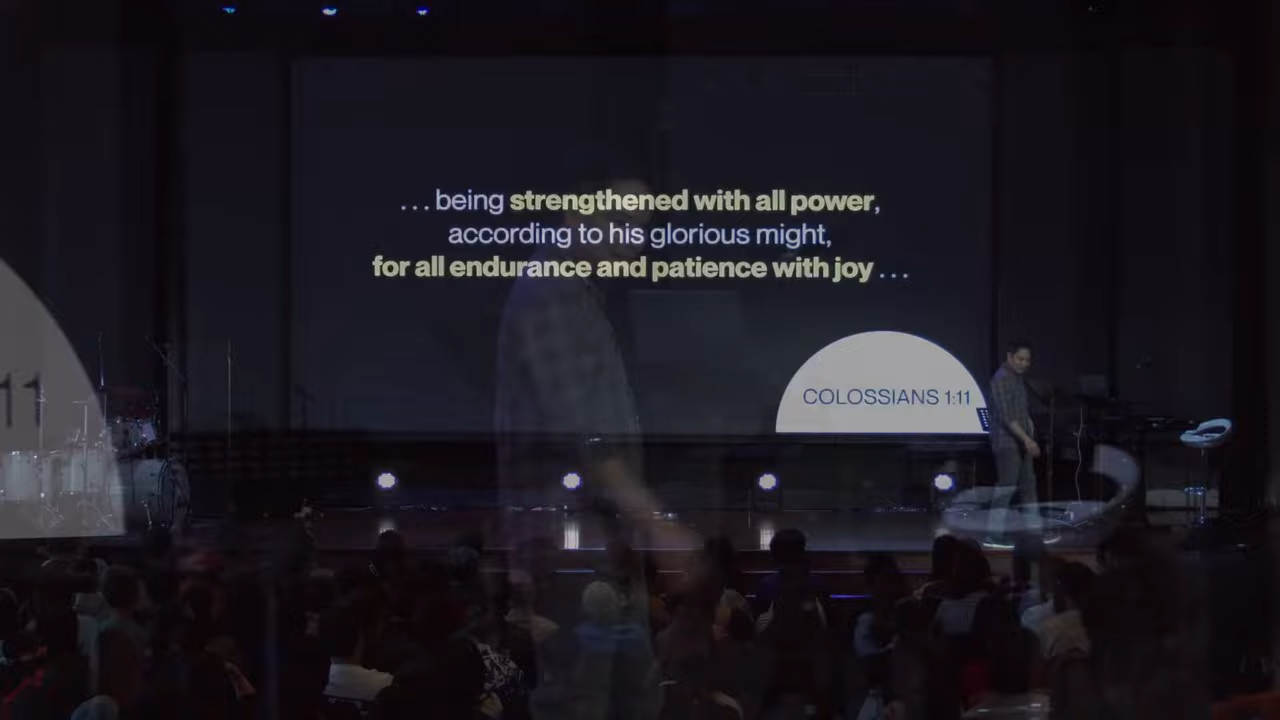 . . . being strengthened with all power,
according to his glorious might,
for all endurance and patience with joy . . .
COLOSSIANS 1:11
11